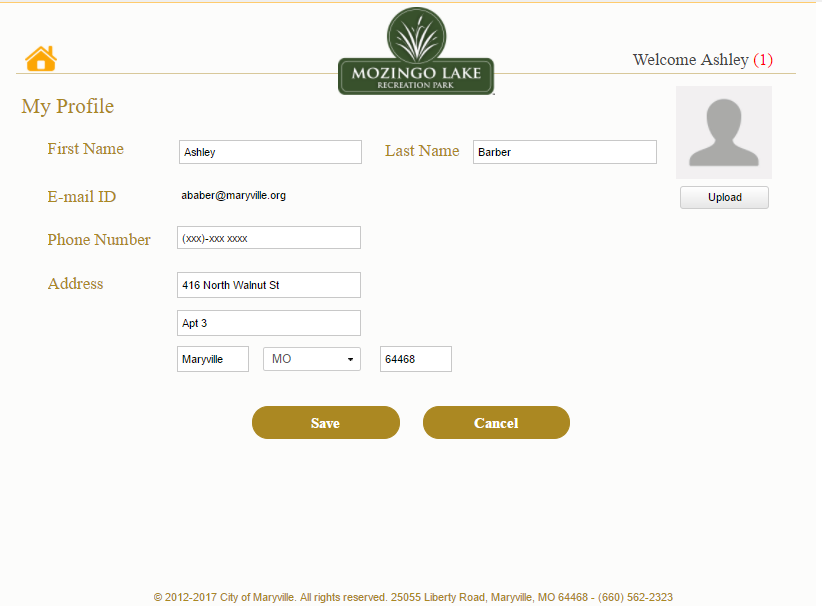 MOZINGO LAKE
RECREATION PARK
Welcome Ashley (1)
My Profile
First Name Ashley Last Name Barber
Upload
E-mail ID ababer@maryville.org
Phone Number (xxx)-xxx xxxx
Address 416 North Walnut St
Apt 3
Maryville MO 64468
Save Cancel
© 2012-2017 City of Maryville. All rights reserved. 25055 Liberty Road, Maryville, MO 64468 - (660) 562-2323